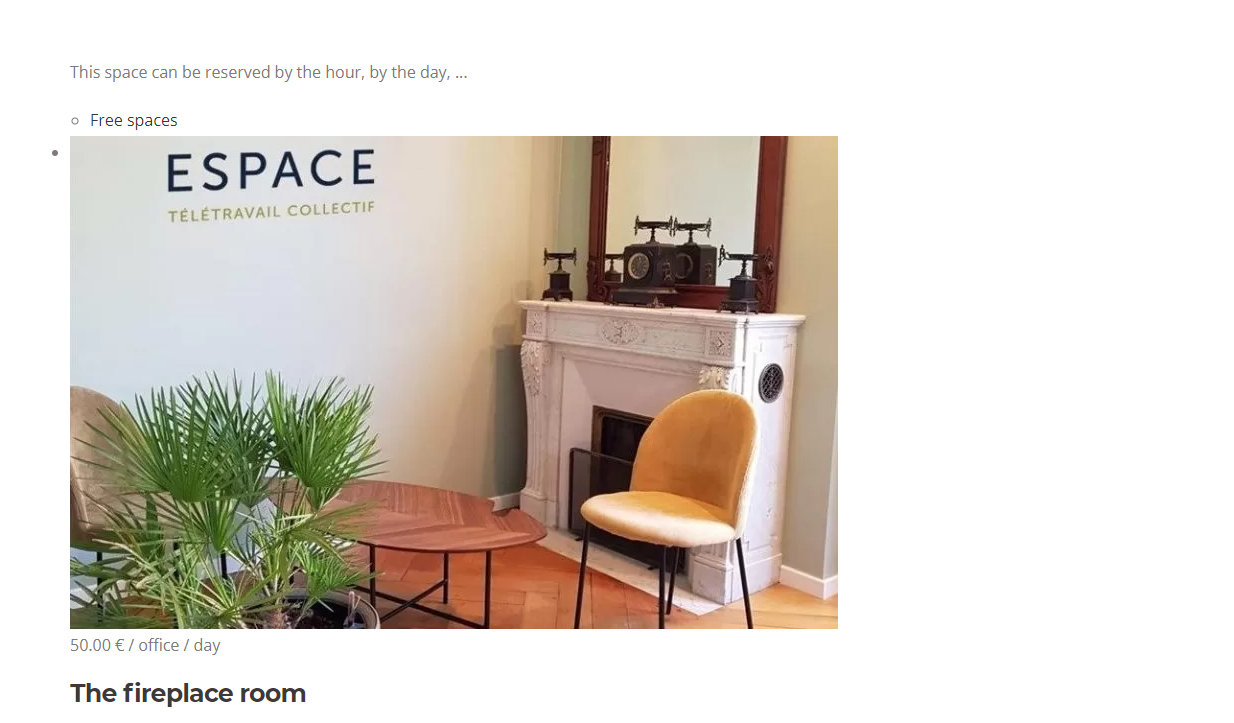 This space can be reserved by the hour, by the day, ...
Free spaces
ESPACE
TÉLÉTRAVAIL COLLECTIF
50.00 € / office / day
The fireplace room